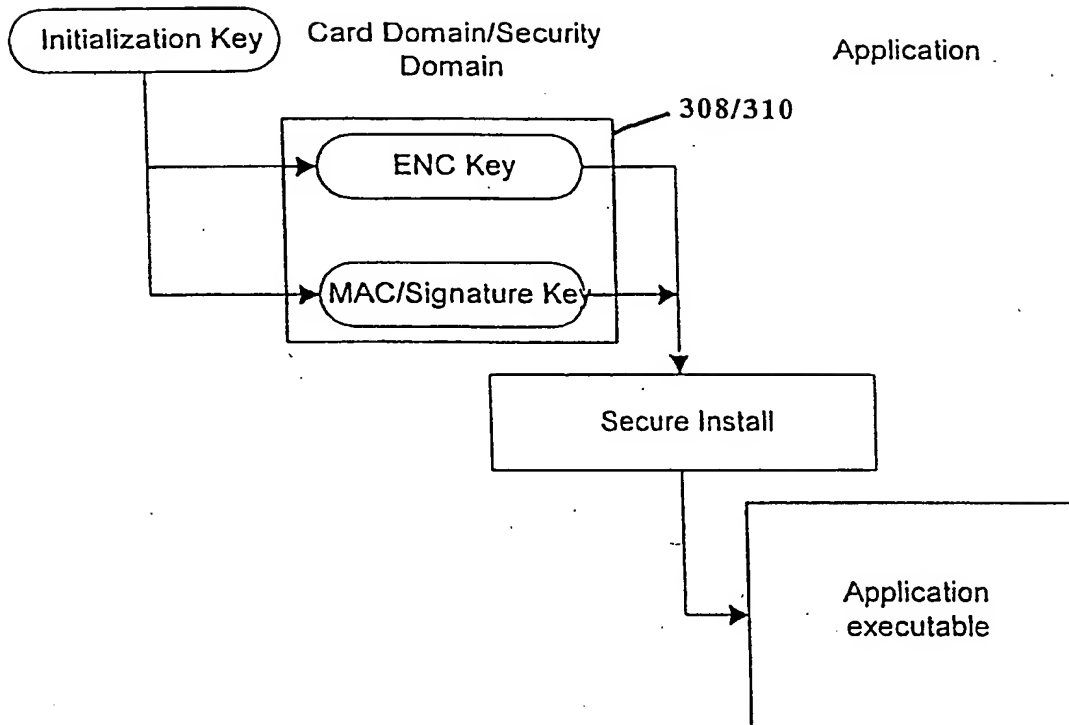 Initialization Key
Card Domain/Security
Domain
Application
308/310
ENC Key
MAC/Signature Key
Secure Install
Application
executable